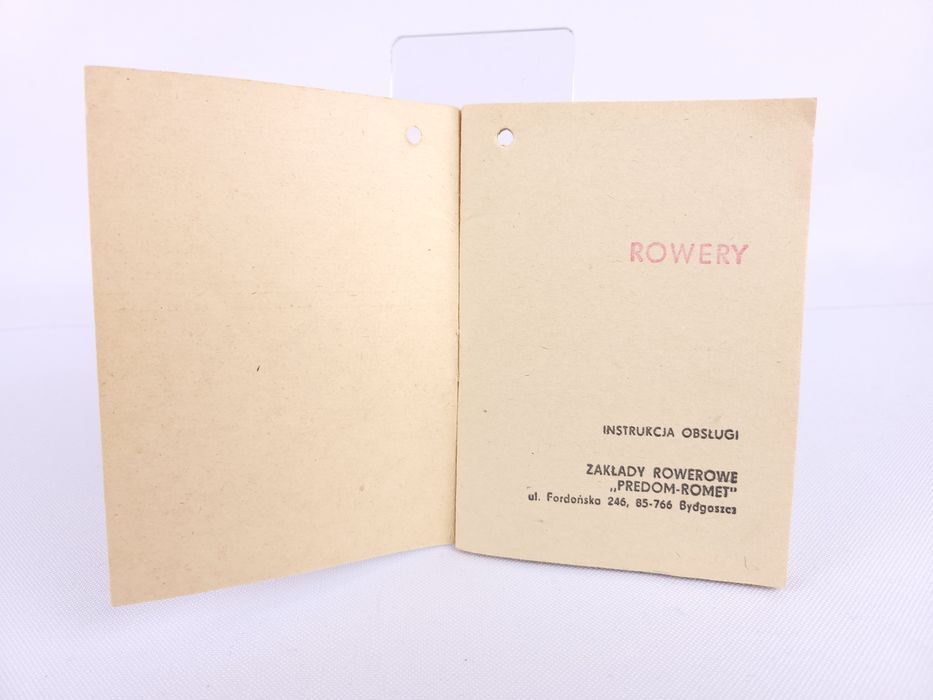 ROWERY
INSTRUKCJA OBSŁUGI
ZAKŁADY ROWEROWE
„PREDOM-ROMET"
ul. Fordońska 246, 85-766 Bydgoszcz